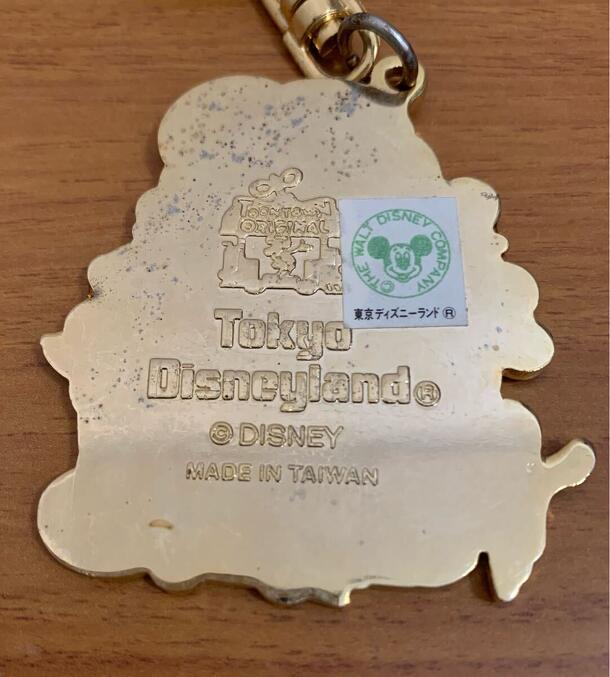 TOONTOWN
ORIGINAL
© THE WALT DISNEY COMPANY
東京ディズニーランド®
Tokyo
Disneyland®
© DISNEY
MADE IN TAIWAN